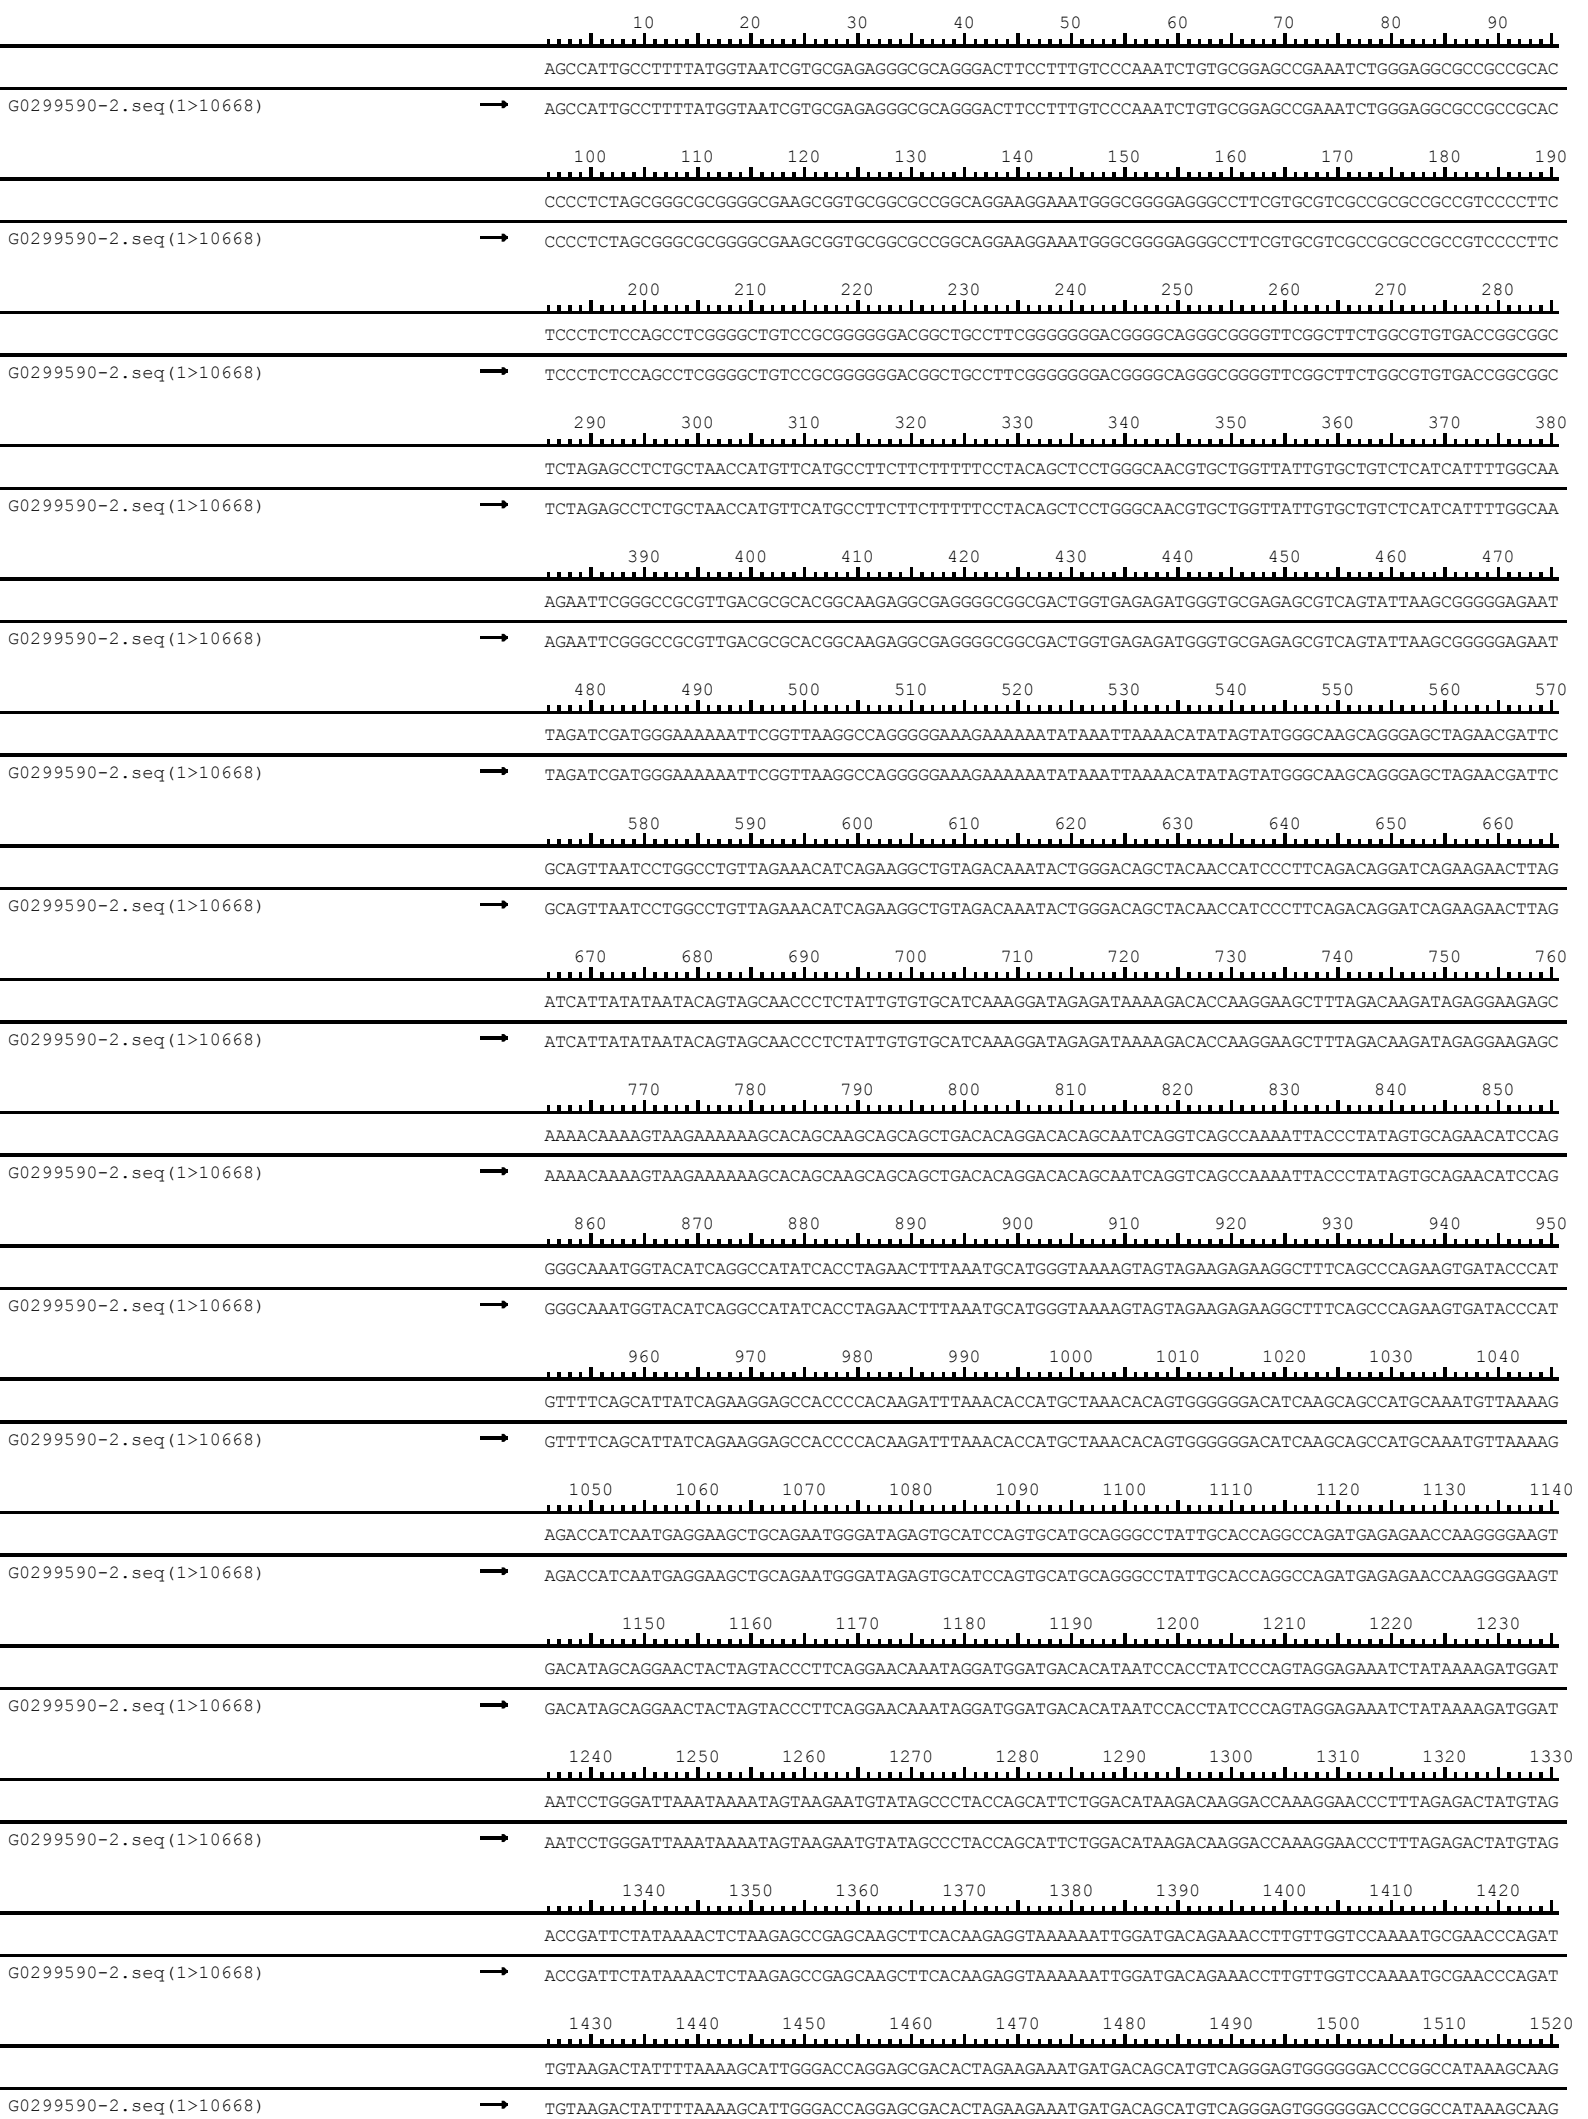 10 20 30 40 50 60 70 80 90
AGCCATTGCCTTTTATGGTAATCGTGCGAGAGGGCGCAGGGACTTCCTTTGTCCCAAATCTGTGCGGAGCCGAAATCTGGGAGGCGCCGCCGCAC
G0299590-2.seq(1>10668) → AGCCATTGCCTTTTATGGTAATCGTGCGAGAGGGCGCAGGGACTTCCTTTGTCCCAAATCTGTGCGGAGCCGAAATCTGGGAGGCGCCGCCGCAC
100 110 120 130 140 150 160 170 180 190
CCCCTCTAGCGGGCGCGGGGCGAAGCGGTGCGGCGCCGGCAGGAAGGAAATGGGCGGGGAGGGCCTTCGTGCGTCGCCGCGCCGCCGTCCCCTTC
G0299590-2.seq(1>10668) → CCCCTCTAGCGGGCGCGGGGCGAAGCGGTGCGGCGCCGGCAGGAAGGAAATGGGCGGGGAGGGCCTTCGTGCGTCGCCGCGCCGCCGTCCCCTTC
200 210 220 230 240 250 260 270 280
TCCCTCTCCAGCCTCGGGGCTGTCCGCGGGGGGACGGCTGCCTTCGGGGGGGACGGGGCAGGGCGGGGTTCGGCTTCTGGCGTGTGACCGGCGGC
G0299590-2.seq(1>10668) → TCCCTCTCCAGCCTCGGGGCTGTCCGCGGGGGGACGGCTGCCTTCGGGGGGGACGGGGCAGGGCGGGGTTCGGCTTCTGGCGTGTGACCGGCGGC
290 300 310 320 330 340 350 360 370 380
TCTAGAGCCTCTGCTAACCATGTTCATGCCTTCTTCTTTTTCCTACAGCTCCTGGGCAACGTGCTGGTTATTGTGCTGTCTCATCATTTTGGCAA
G0299590-2.seq(1>10668) → TCTAGAGCCTCTGCTAACCATGTTCATGCCTTCTTCTTTTTCCTACAGCTCCTGGGCAACGTGCTGGTTATTGTGCTGTCTCATCATTTTGGCAA
390 400 410 420 430 440 450 460 470
AGAATTCGGGCCGCGTTGACGCGCACGGCAAGAGGCGAGGGGCGGCGACTGGTGAGAGATGGGTGCGAGAGCGTCAGTATTAAGCGGGGGAGAAT
G0299590-2.seq(1>10668) → AGAATTCGGGCCGCGTTGACGCGCACGGCAAGAGGCGAGGGGCGGCGACTGGTGAGAGATGGGTGCGAGAGCGTCAGTATTAAGCGGGGGAGAAT
480 490 500 510 520 530 540 550 560 570
TAGATCGATGGGAAAAAATTCGGTTAAGGCCAGGGGGAAAGAAAAAATATAAATTAAAACATATAGTATGGGCAAGCAGGGAGCTAGAACGATTC
G0299590-2.seq(1>10668) → TAGATCGATGGGAAAAAATTCGGTTAAGGCCAGGGGGAAAGAAAAAATATAAATTAAAACATATAGTATGGGCAAGCAGGGAGCTAGAACGATTC
580 590 600 610 620 630 640 650 660
GCAGTTAATCCTGGCCTGTTAGAAACATCAGAAGGCTGTAGACAAATACTGGGACAGCTACAACCATCCCTTCAGACAGGATCAGAAGAACTTAG
G0299590-2.seq(1>10668) → GCAGTTAATCCTGGCCTGTTAGAAACATCAGAAGGCTGTAGACAAATACTGGGACAGCTACAACCATCCCTTCAGACAGGATCAGAAGAACTTAG
670 680 690 700 710 720 730 740 750 760
ATCATTATATAATACAGTAGCAACCCTCTATTGTGTGCATCAAAGGATAGAGATAAAAGACACCAAGGAAGCTTTAGACAAGATAGAGGAAGAGC
G0299590-2.seq(1>10668) → ATCATTATATAATACAGTAGCAACCCTCTATTGTGTGCATCAAAGGATAGAGATAAAAGACACCAAGGAAGCTTTAGACAAGATAGAGGAAGAGC
770 780 790 800 810 820 830 840 850
AAAACAAAAGTAAGAAAAAAGCACAGCAAGCAGCAGCTGACACAGGACACAGCAATCAGGTCAGCCAAAATTACCCTATAGTGCAGAACATCCAG
G0299590-2.seq(1>10668) → AAAACAAAAGTAAGAAAAAAGCACAGCAAGCAGCAGCTGACACAGGACACAGCAATCAGGTCAGCCAAAATTACCCTATAGTGCAGAACATCCAG
860 870 880 890 900 910 920 930 940 950
GGGCAAATGGTACATCAGGCCATATCACCTAGAACTTTAAATGCATGGGTAAAAGTAGTAGAAGAGAAGGCTTTCAGCCCAGAAGTGATACCCAT
G0299590-2.seq(1>10668) → GGGCAAATGGTACATCAGGCCATATCACCTAGAACTTTAAATGCATGGGTAAAAGTAGTAGAAGAGAAGGCTTTCAGCCCAGAAGTGATACCCAT
960 970 980 990 1000 1010 1020 1030 1040
GTTTTCAGCATTATCAGAAGGAGCCACCCCACAAGATTTAAACACCATGCTAAACACAGTGGGGGGACATCAAGCAGCCATGCAAATGTTAAAAG
G0299590-2.seq(1>10668) → GTTTTCAGCATTATCAGAAGGAGCCACCCCACAAGATTTAAACACCATGCTAAACACAGTGGGGGGACATCAAGCAGCCATGCAAATGTTAAAAG
1050 1060 1070 1080 1090 1100 1110 1120 1130 1140
AGACCATCAATGAGGAAGCTGCAGAATGGGATAGAGTGCATCCAGTGCATGCAGGGCCTATTGCACCAGGCCAGATGAGAGAACCAAGGGGAAGT
G0299590-2.seq(1>10668) → AGACCATCAATGAGGAAGCTGCAGAATGGGATAGAGTGCATCCAGTGCATGCAGGGCCTATTGCACCAGGCCAGATGAGAGAACCAAGGGGAAGT
1150 1160 1170 1180 1190 1200 1210 1220 1230
GACATAGCAGGAACTACTAGTACCCTTCAGGAACAAATAGGATGGATGACACATAATCCACCTATCCCAGTAGGAGAAATCTATAAAAGATGGAT
G0299590-2.seq(1>10668) → GACATAGCAGGAACTACTAGTACCCTTCAGGAACAAATAGGATGGATGACACATAATCCACCTATCCCAGTAGGAGAAATCTATAAAAGATGGAT
1240 1250 1260 1270 1280 1290 1300 1310 1320 1330
AATCCTGGGATTAAATAAAATAGTAAGAATGTATAGCCCTACCAGCATTCTGGACATAAGACAAGGACCAAAGGAACCCTTTAGAGACTATGTAG
G0299590-2.seq(1>10668) → AATCCTGGGATTAAATAAAATAGTAAGAATGTATAGCCCTACCAGCATTCTGGACATAAGACAAGGACCAAAGGAACCCTTTAGAGACTATGTAG
1340 1350 1360 1370 1380 1390 1400 1410 1420
ACCGATTCTATAAAACTCTAAGAGCCGAGCAAGCTTCACAAGAGGTAAAAAATTGGATGACAGAAACCTTGTTGGTCCAAAATGCGAACCCAGAT
G0299590-2.seq(1>10668) → ACCGATTCTATAAAACTCTAAGAGCCGAGCAAGCTTCACAAGAGGTAAAAAATTGGATGACAGAAACCTTGTTGGTCCAAAATGCGAACCCAGAT
1430 1440 1450 1460 1470 1480 1490 1500 1510 1520
TGTAAGACTATTTTAAAAGCATTGGGACCAGGAGCGACACTAGAAGAAATGATGACAGCATGTCAGGGAGTGGGGGGACCCGGCCATAAAGCAAG
G0299590-2.seq(1>10668) → TGTAAGACTATTTTAAAAGCATTGGGACCAGGAGCGACACTAGAAGAAATGATGACAGCATGTCAGGGAGTGGGGGGACCCGGCCATAAAGCAAG